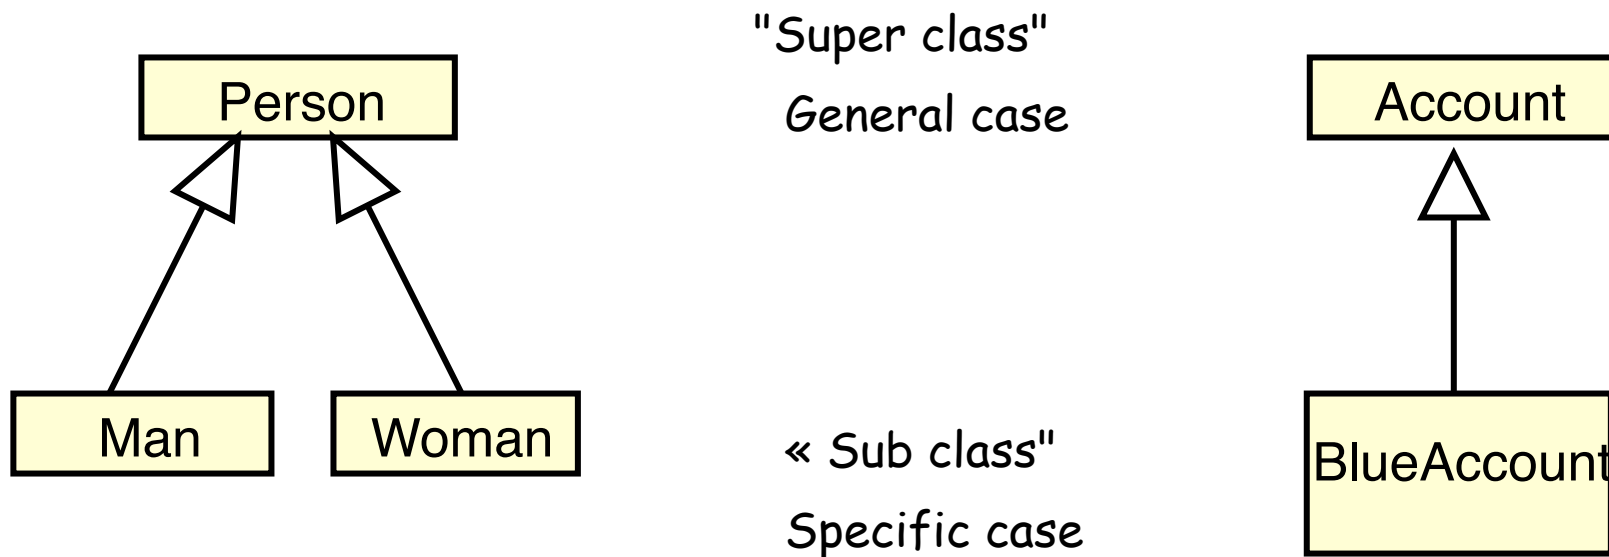 "Super class"
Person
General case
Account
Man
Woman
« Sub class"
BlueAccount
Specific case